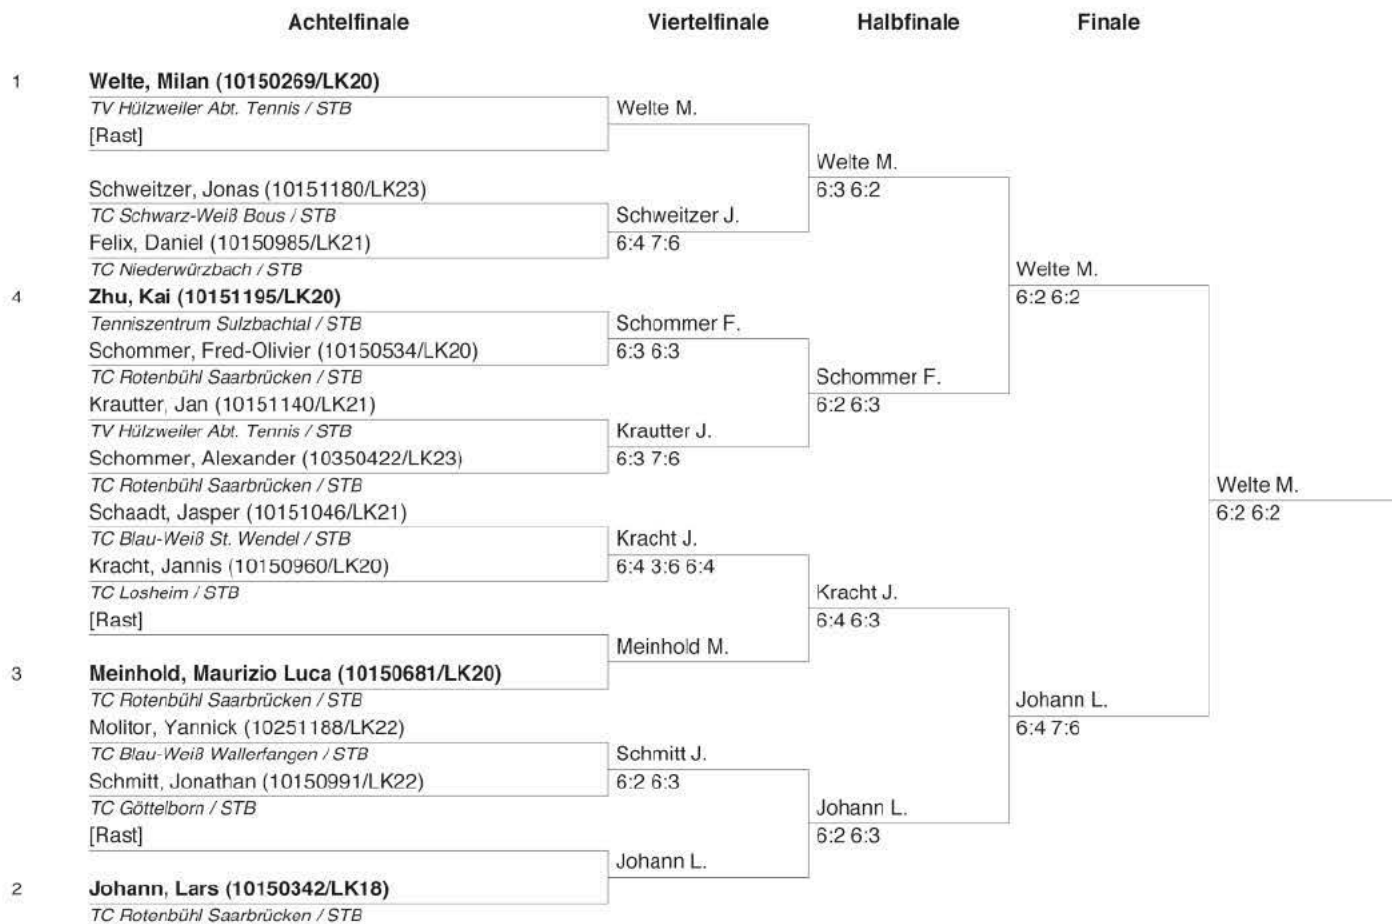 Achtelfinale Viertelfinale Halbfinale Finale
1 Welte, Milan (10150269/LK20)
TV Hülzweiler Abt. Tennis / STB Welte M.
[Rast]
Welte M.
Schweitzer, Jonas (10151180/LK23) 6:3 6:2
TC Schwarz-Weiß Bous / STB Schweitzer J.
Felix, Daniel (10150985/LK21) 6:4 7:6
TC Niederwürzbach / STB Welte M.
4 Zhu, Kai (10151195/LK20) 6:2 6:2
Tenniszentrum Sulzbachtal / STB Schommer F.
Schommer, Fred-Olivier (10150534/LK20) 6:3 6:3
TC Rotenbühl Saarbrücken / STB Schommer F.
Krautter, Jan (10151140/LK21) 6:2 6:3
TV Hülzweiler Abt. Tennis / STB Krautter J.
Schommer, Alexander (10350422/LK23) 6:3 7:6
TC Rotenbühl Saarbrücken / STB Welte M.
Schaadt, Jasper (10151046/LK21) 6:2 6:2
TC Blau-Weiß St. Wendel / STB Kracht J.
Kracht, Jannis (10150960/LK20) 6:4 3:6 6:4
TC Losheim / STB Kracht J.
[Rast] 6:4 6:3
Meinhold M.
3 Meinhold, Maurizio Luca (10150681/LK20)
TC Rotenbühl Saarbrücken / STB Johann L.
Molitor, Yannick (10251188/LK22) 6:4 7:6
TC Blau-Weiß Wallerfangen / STB Schmitt J.
Schmitt, Jonathan (10150991/LK22) 6:2 6:3
TC Göttelborn / STB Johann L.
[Rast] 6:2 6:3
Johann L.
2 Johann, Lars (10150342/LK18)
TC Rotenbühl Saarbrücken / STB